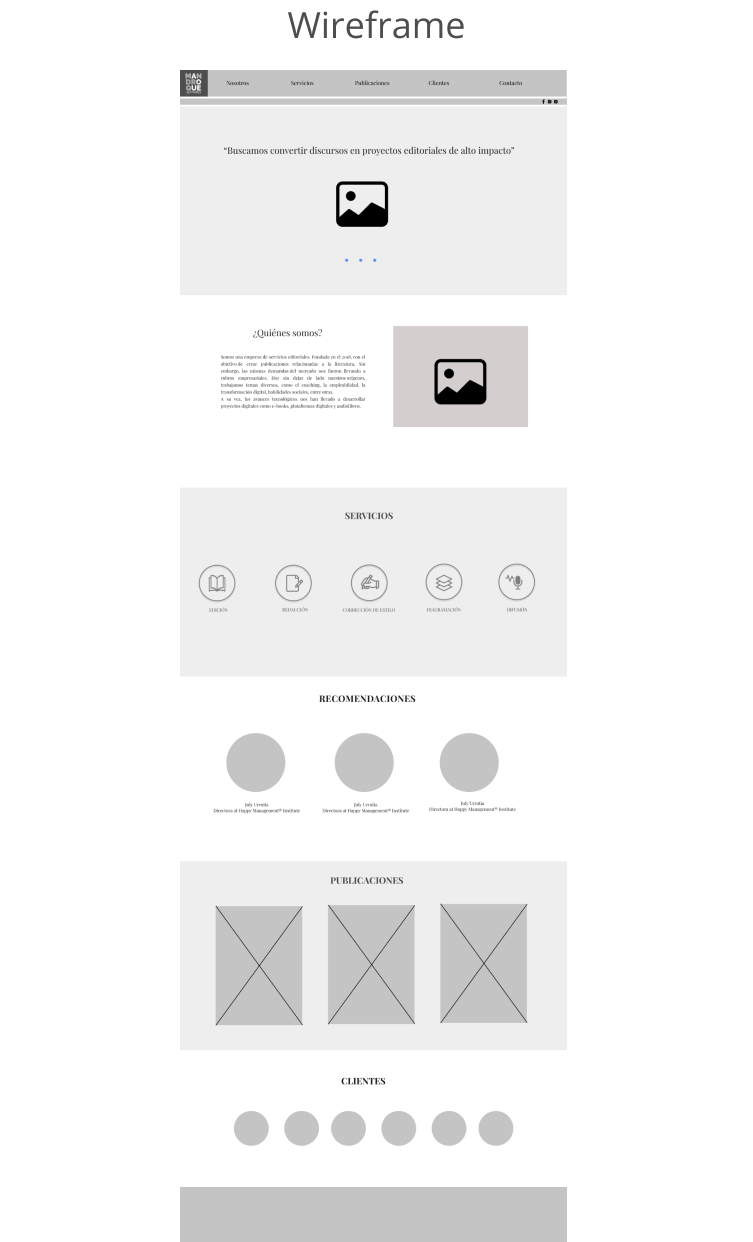 Wireframe
MAN
DRO
QUE
Nosotros Servicios Publicaciones Clientes Contacto
“Buscamos convertir discursos en proyectos editoriales de alto impacto”
¿Quiénes somos?
Somos una empresa de servicios editoriales. Fundada en el 2018, con el
objetivo de crear publicaciones relacionadas a la literatura. Sin
embargo, las mismas demandas del mercado nos fueron llevando a
rubros empresariales. Hoy sin dejar de lado nuestros orígenes,
trabajamos temas diversos, como el coaching, la empleabilidad, la
transformación digital, habilidades sociales, entre otras.
A su vez, los avances tecnológicos nos han llevado a desarrollar
proyectos digitales como e-books, plataformas digitales y audiolibros.
SERVICIOS
EDICIÓN REDACCIÓN CORRECCIÓN DE ESTILO DIAGRAMACIÓN DIFUSIÓN
RECOMENDACIONES
July Urrutia July Urrutia July Urrutia
Directora at Happy Management® Institute Directora at Happy Management® Institute Directora at Happy Management® Institute
PUBLICACIONES
CLIENTES